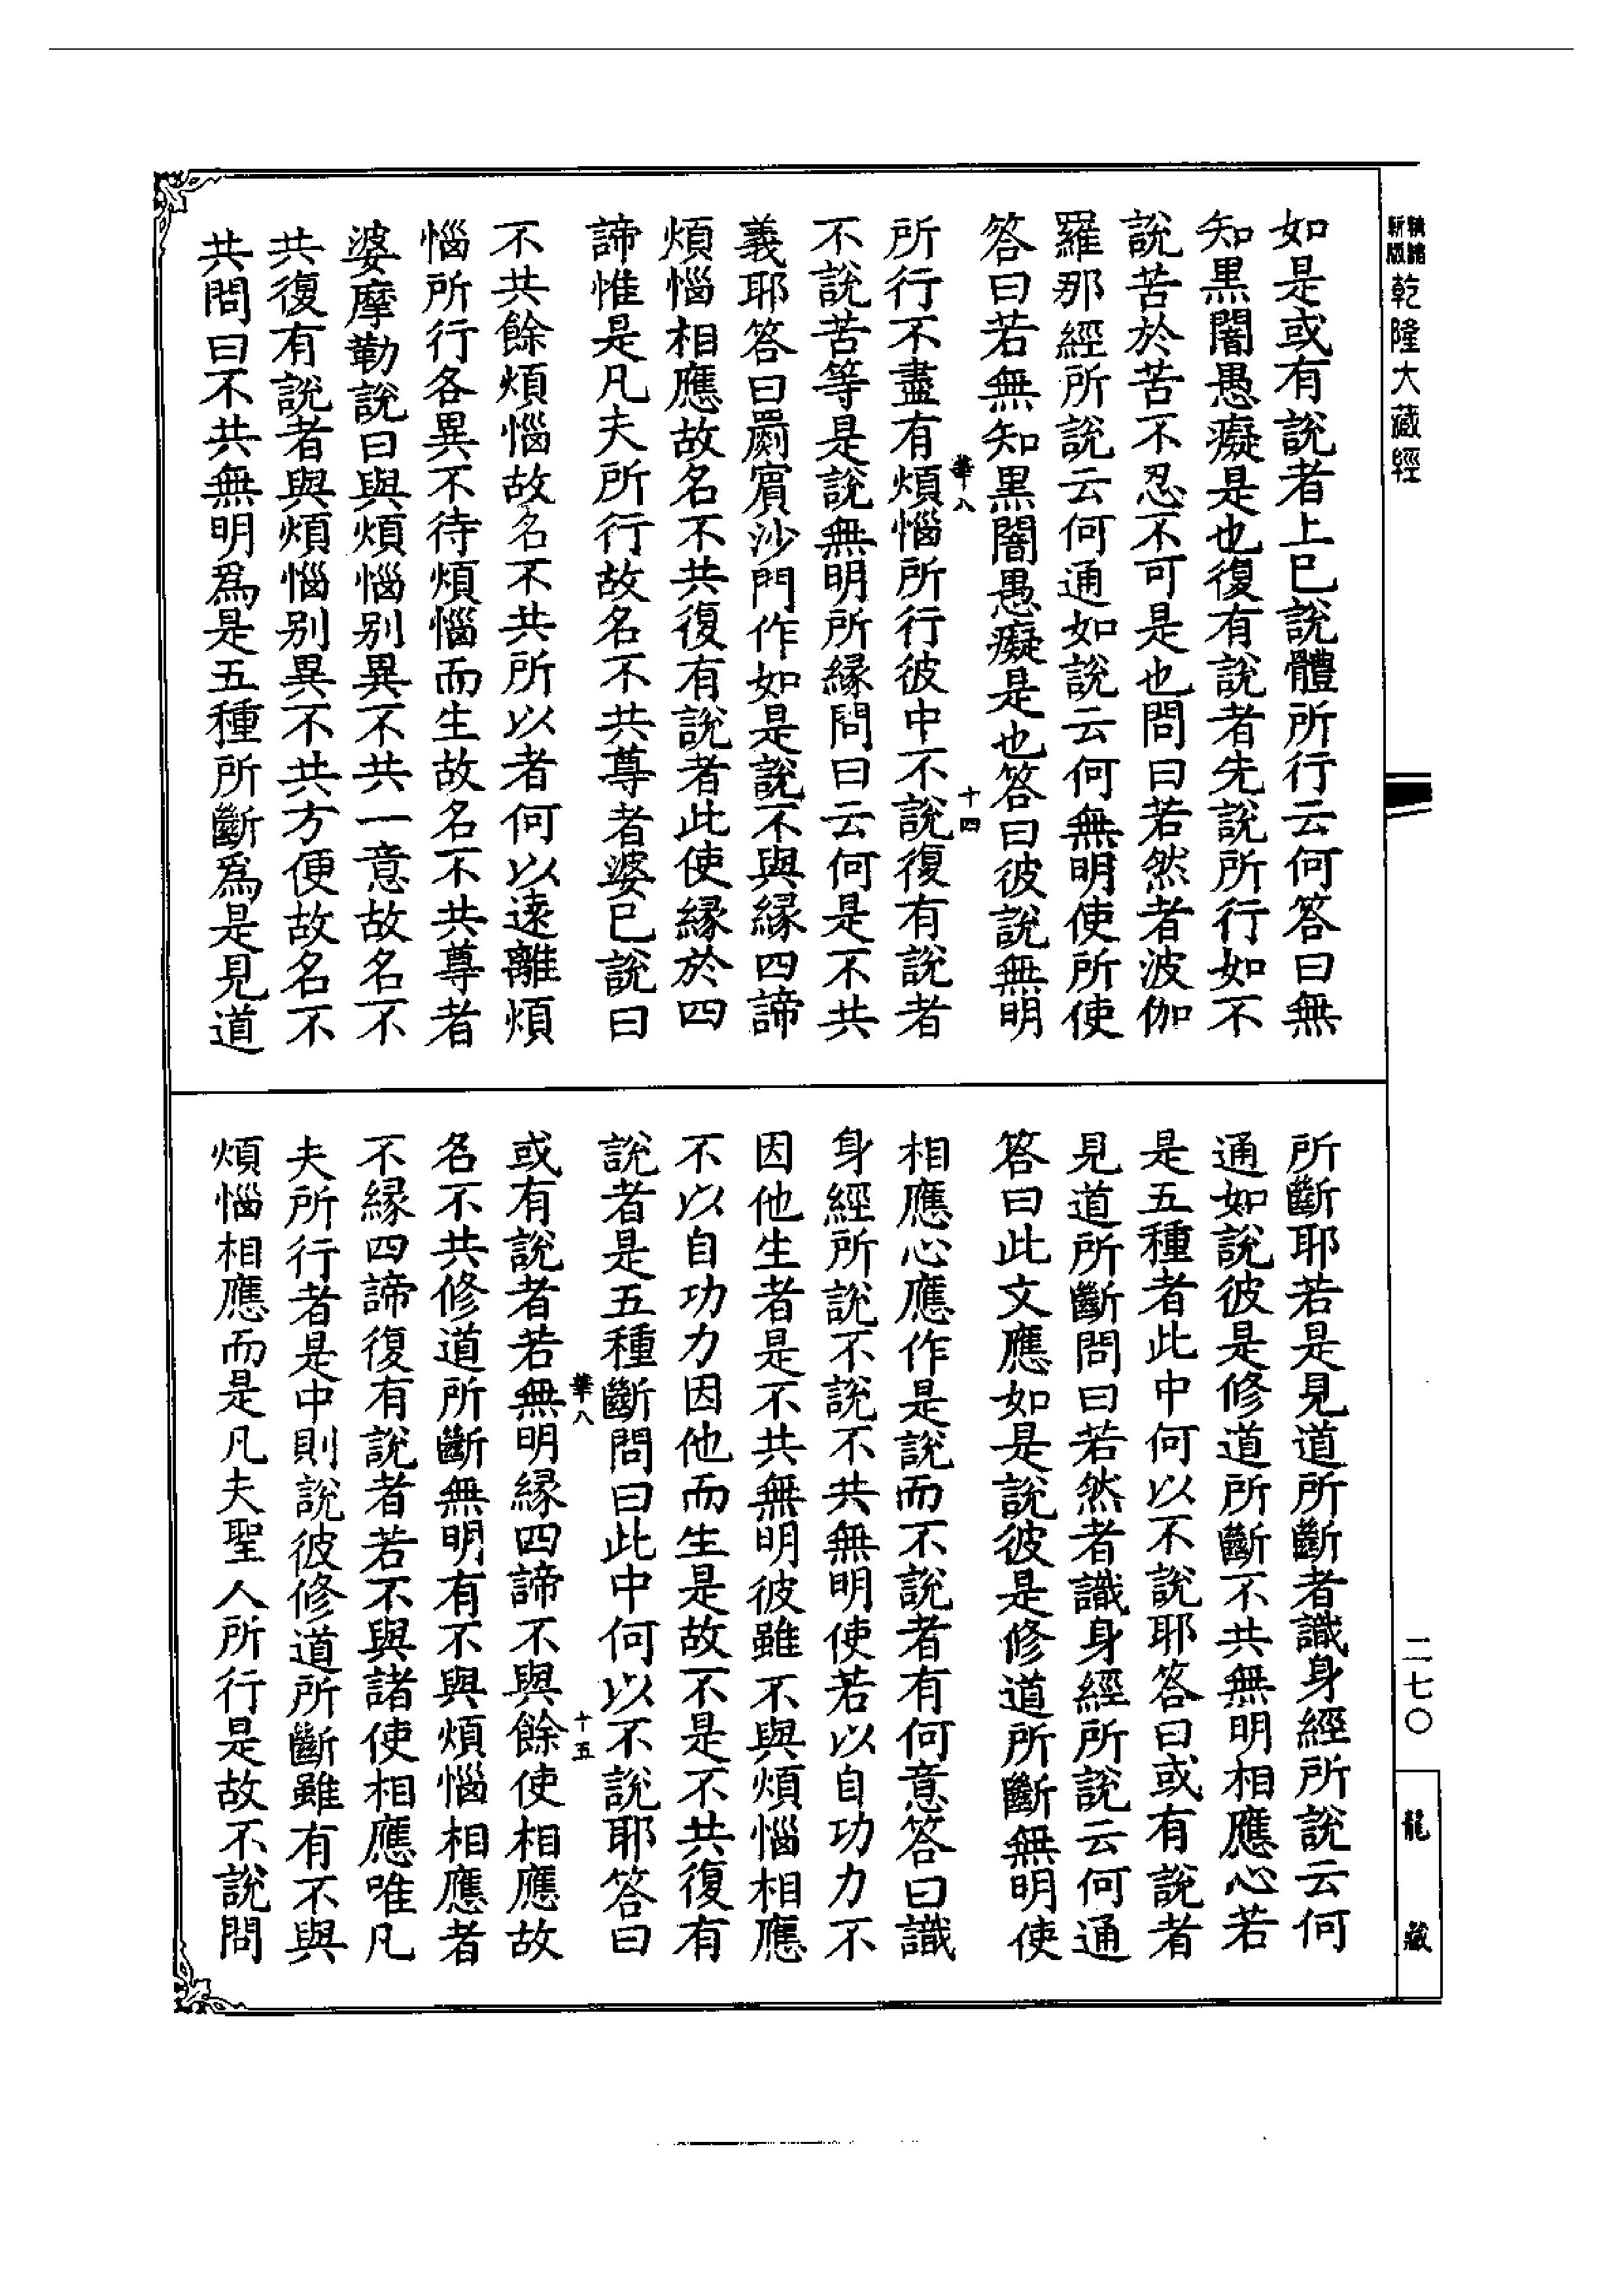 乾隆大藏經
如是或有說者上已說體所行云何答曰無
知黑闇愚癡是也復有說者先說所行如不
說苦於苦不忍不可是也問曰若然者波伽
羅那經所說云何通如說云何無明使所使
答曰若無知黑闇愚癡是也答曰彼說無明
華八
十四
所行不盡有煩惱所行彼中不說復有說者
不說苦等是說無明所緣問曰云何是不共
義耶答曰罽賓沙門作如是說不與緣四諦
煩惱相應故名不共復有說者此使緣於四
諦惟是凡夫所行故名不共尊者婆已說曰
不共餘煩惱故名不共所以者何以遠離煩
惱所行各異不待煩惱而生故名不共尊者
婆摩勒說曰與煩惱別異不共一意故名不
共復有說者與煩惱別異不共方便故名不
共問曰不共無明為是五種所斷為是見道
所斷耶若是見道所斷者識身經所說云何
通如說彼是修道所斷不共無明相應心若
是五種者此中何以不說耶答曰或有說者
見道所斷問曰若然者識身經所說云何通
答曰此文應如是說彼是修道所斷無明使
相應心應作是說而不說者有何意答曰識
身經所說不說不共無明使若以自功力不
因他生者是不共無明彼雖不與煩惱相應
不以自功力因他而生是故不是不共復有
說者是五種斷問曰此中何以不說耶答曰
華八
十五
或有說者若無明緣四諦不與餘使相應故
名不共修道所斷無明有不與煩惱相應者
不緣四諦復有說者若不與諸使相應唯凡
夫所行者是中則說彼修道所斷雖有不與
煩惱相應而是凡夫聖人所行是故不說問
二七〇
龍藏